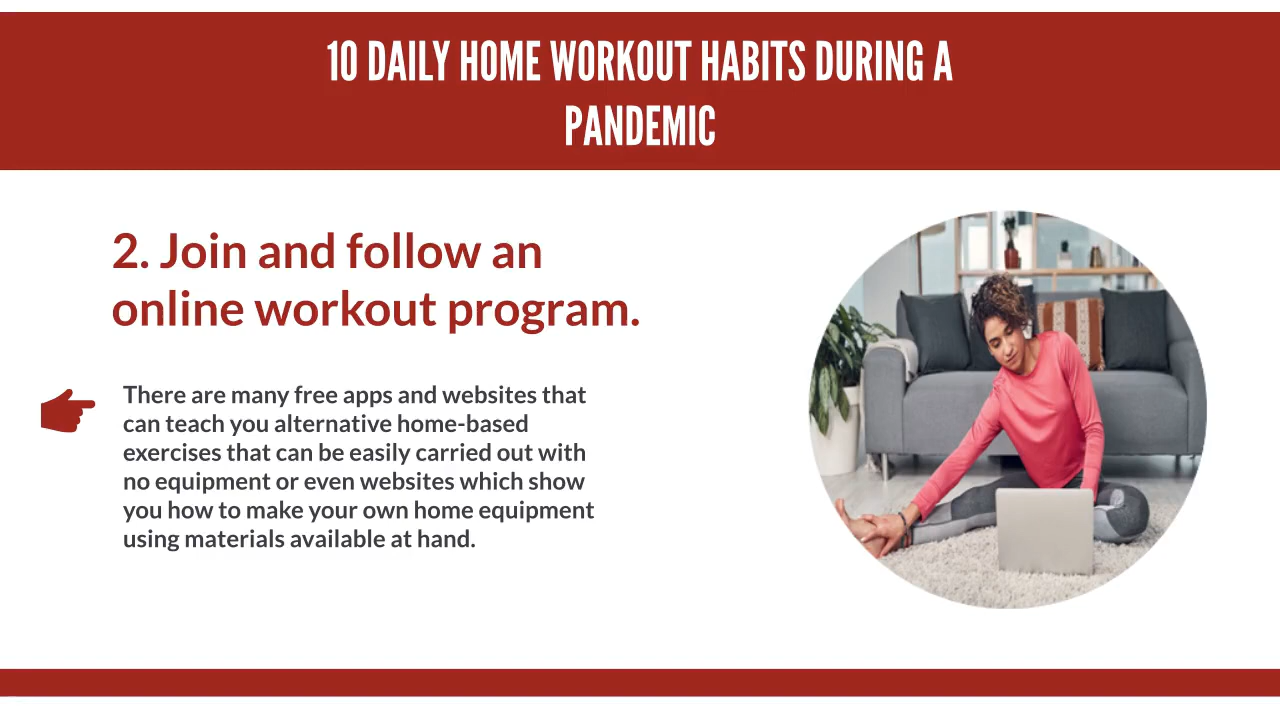 10 DAILY HOME WORKOUT HABITS DURING A
PANDEMIC
2. Join and follow an
online workout program.
There are many free apps and websites that
can teach you alternative home-based
exercises that can be easily carried out with
no equipment or even websites which show
you how to make your own home equipment
using materials available at hand.